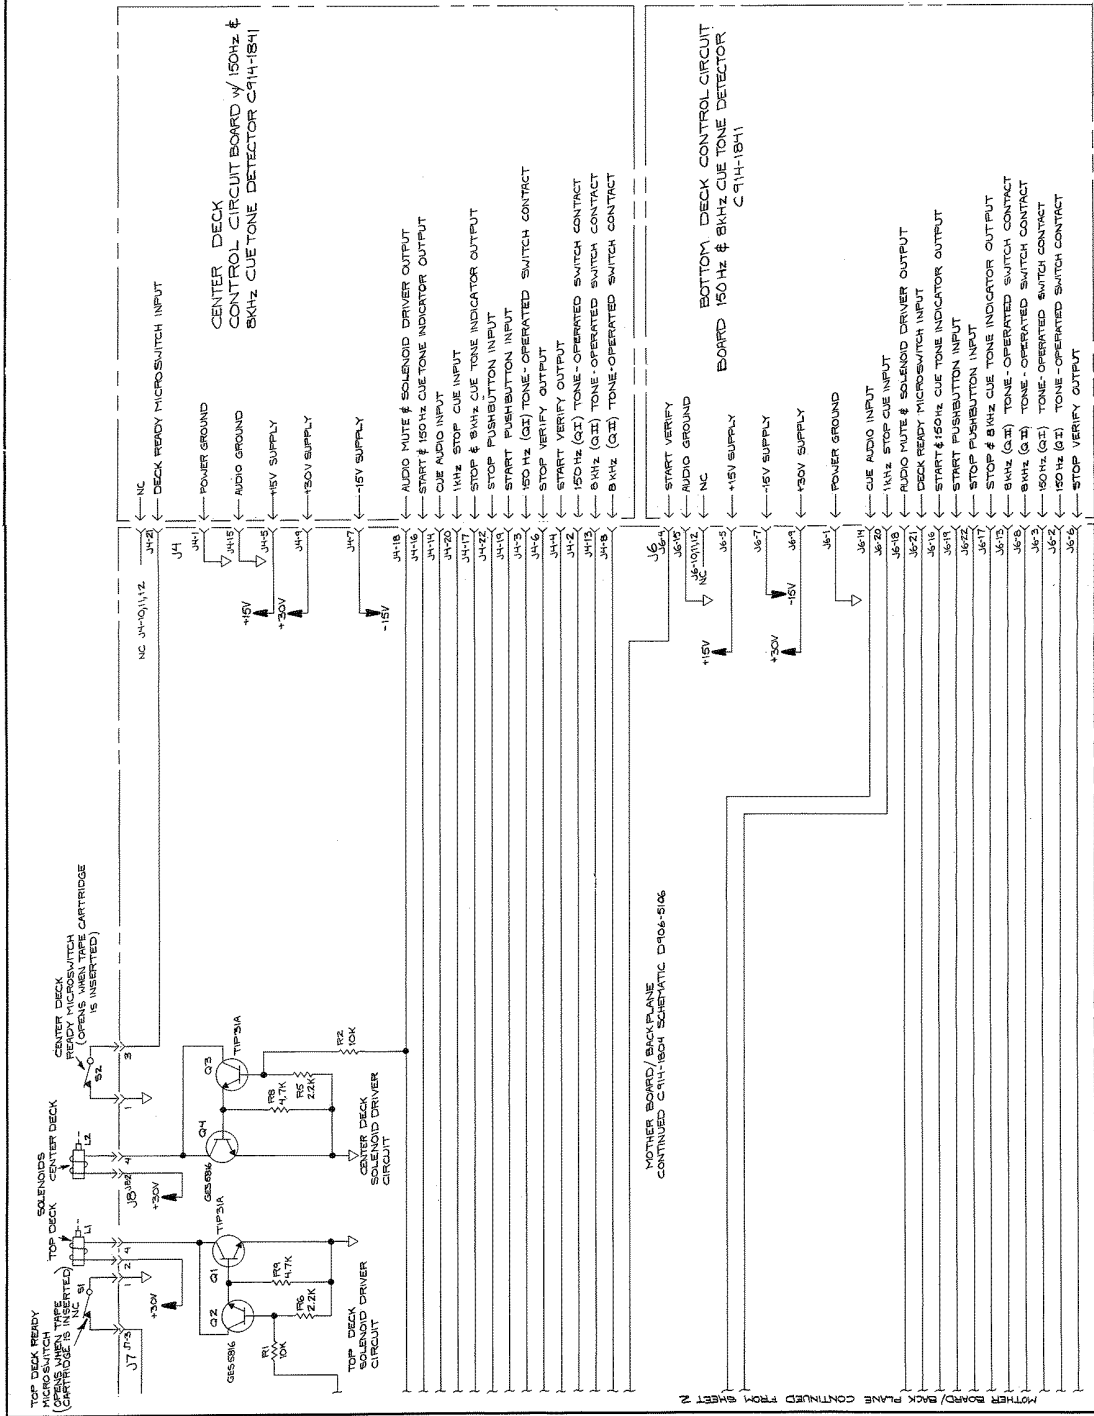 CENTER DECK
CONTROL CIRCUIT BOARD w/ 150Hz &
8KHz CUE TONE DETECTOR C914-1841
NC
DECK READY MICROSWITCH INPUT
POWER GROUND
AUDIO GROUND
+15V SUPPLY
+30V SUPPLY
-15V SUPPLY
AUDIO MUTE & SOLENOID DRIVER OUTPUT
START & 150Hz CUE TONE INDICATOR OUTPUT
CUE AUDIO INPUT
1KHz STOP CUE INPUT
STOP & 8KHz CUE TONE INDICATOR OUTPUT
STOP PUSHBUTTON INPUT
START PUSHBUTTON INPUT
150 Hz (QI) TONE-OPERATED SWITCH CONTACT
STOP VERIFY OUTPUT
START VERIFY OUTPUT
150 Hz (QI) TONE-OPERATED SWITCH CONTACT
8KHz (QII) TONE-OPERATED SWITCH CONTACT
8KHz (QII) TONE-OPERATED SWITCH CONTACT
NC J4-10,11,12
J4-21
J4
J4-1
J4-15
J4-5
J4-9
J4-7
J4-18
J4-16
J4-14
J4-20
J4-17
J4-22
J4-19
J4-3
J4-6
J4-4
J4-2
J4-13
J4-8
+15V
+30V
-15V
BOTTOM DECK CONTROL CIRCUIT
BOARD 150 Hz & 8KHz CUE TONE DETECTOR
C914-1841
START VERIFY
AUDIO GROUND
NC
+15V SUPPLY
-15V SUPPLY
+30V SUPPLY
POWER GROUND
CUE AUDIO INPUT
1KHz STOP CUE INPUT
AUDIO MUTE & SOLENOID DRIVER OUTPUT
DECK READY MICROSWITCH INPUT
START & 150Hz CUE TONE INDICATOR OUTPUT
START PUSHBUTTON INPUT
STOP PUSHBUTTON INPUT
STOP & 8KHz CUE TONE INDICATOR OUTPUT
8KHz (QII) TONE-OPERATED SWITCH CONTACT
8KHz (QII) TONE-OPERATED SWITCH CONTACT
150Hz (QI) TONE-OPERATED SWITCH CONTACT
150Hz (QI) TONE-OPERATED SWITCH CONTACT
STOP VERIFY OUTPUT
J6
J6-4
J6-15
J6-10,11,12
NC
J6-5
J6-7
J6-9
J6-1
J6-14
J6-20
J6-18
J6-21
J6-16
J6-19
J6-22
J6-17
J6-13
J6-8
J6-3
J6-2
J6-6
+15V
-15V
+30V
TOP DECK READY
MICROSWITCH
(OPENS WHEN TAPE
CARTRIDGE IS INSERTED)
NC
S1
J7
J7-3
1
2
4
+30V
SOLENOIDS
TOP DECK
CENTER DECK
L1
L2
J8
J8-2
4
+30V
CENTER DECK
READY MICROSWITCH
(OPENS WHEN TAPE CARTRIDGE
IS INSERTED)
S2
1
3
Q1
TIP31A
Q2
GES5816
R9
4.7K
R6
2.2K
R1
10K
TOP DECK
SOLENOID DRIVER
CIRCUIT
Q4
GES5816
Q3
TIP31A
R8
4.7K
R5
2.2K
R2
10K
CENTER DECK
SOLENOID DRIVER
CIRCUIT
MOTHER BOARD/ BACK PLANE
CONTINUED C914-1804 SCHEMATIC D906-5106
MOTHER BOARD/ BACK PLANE CONTINUED FROM SHEET 2